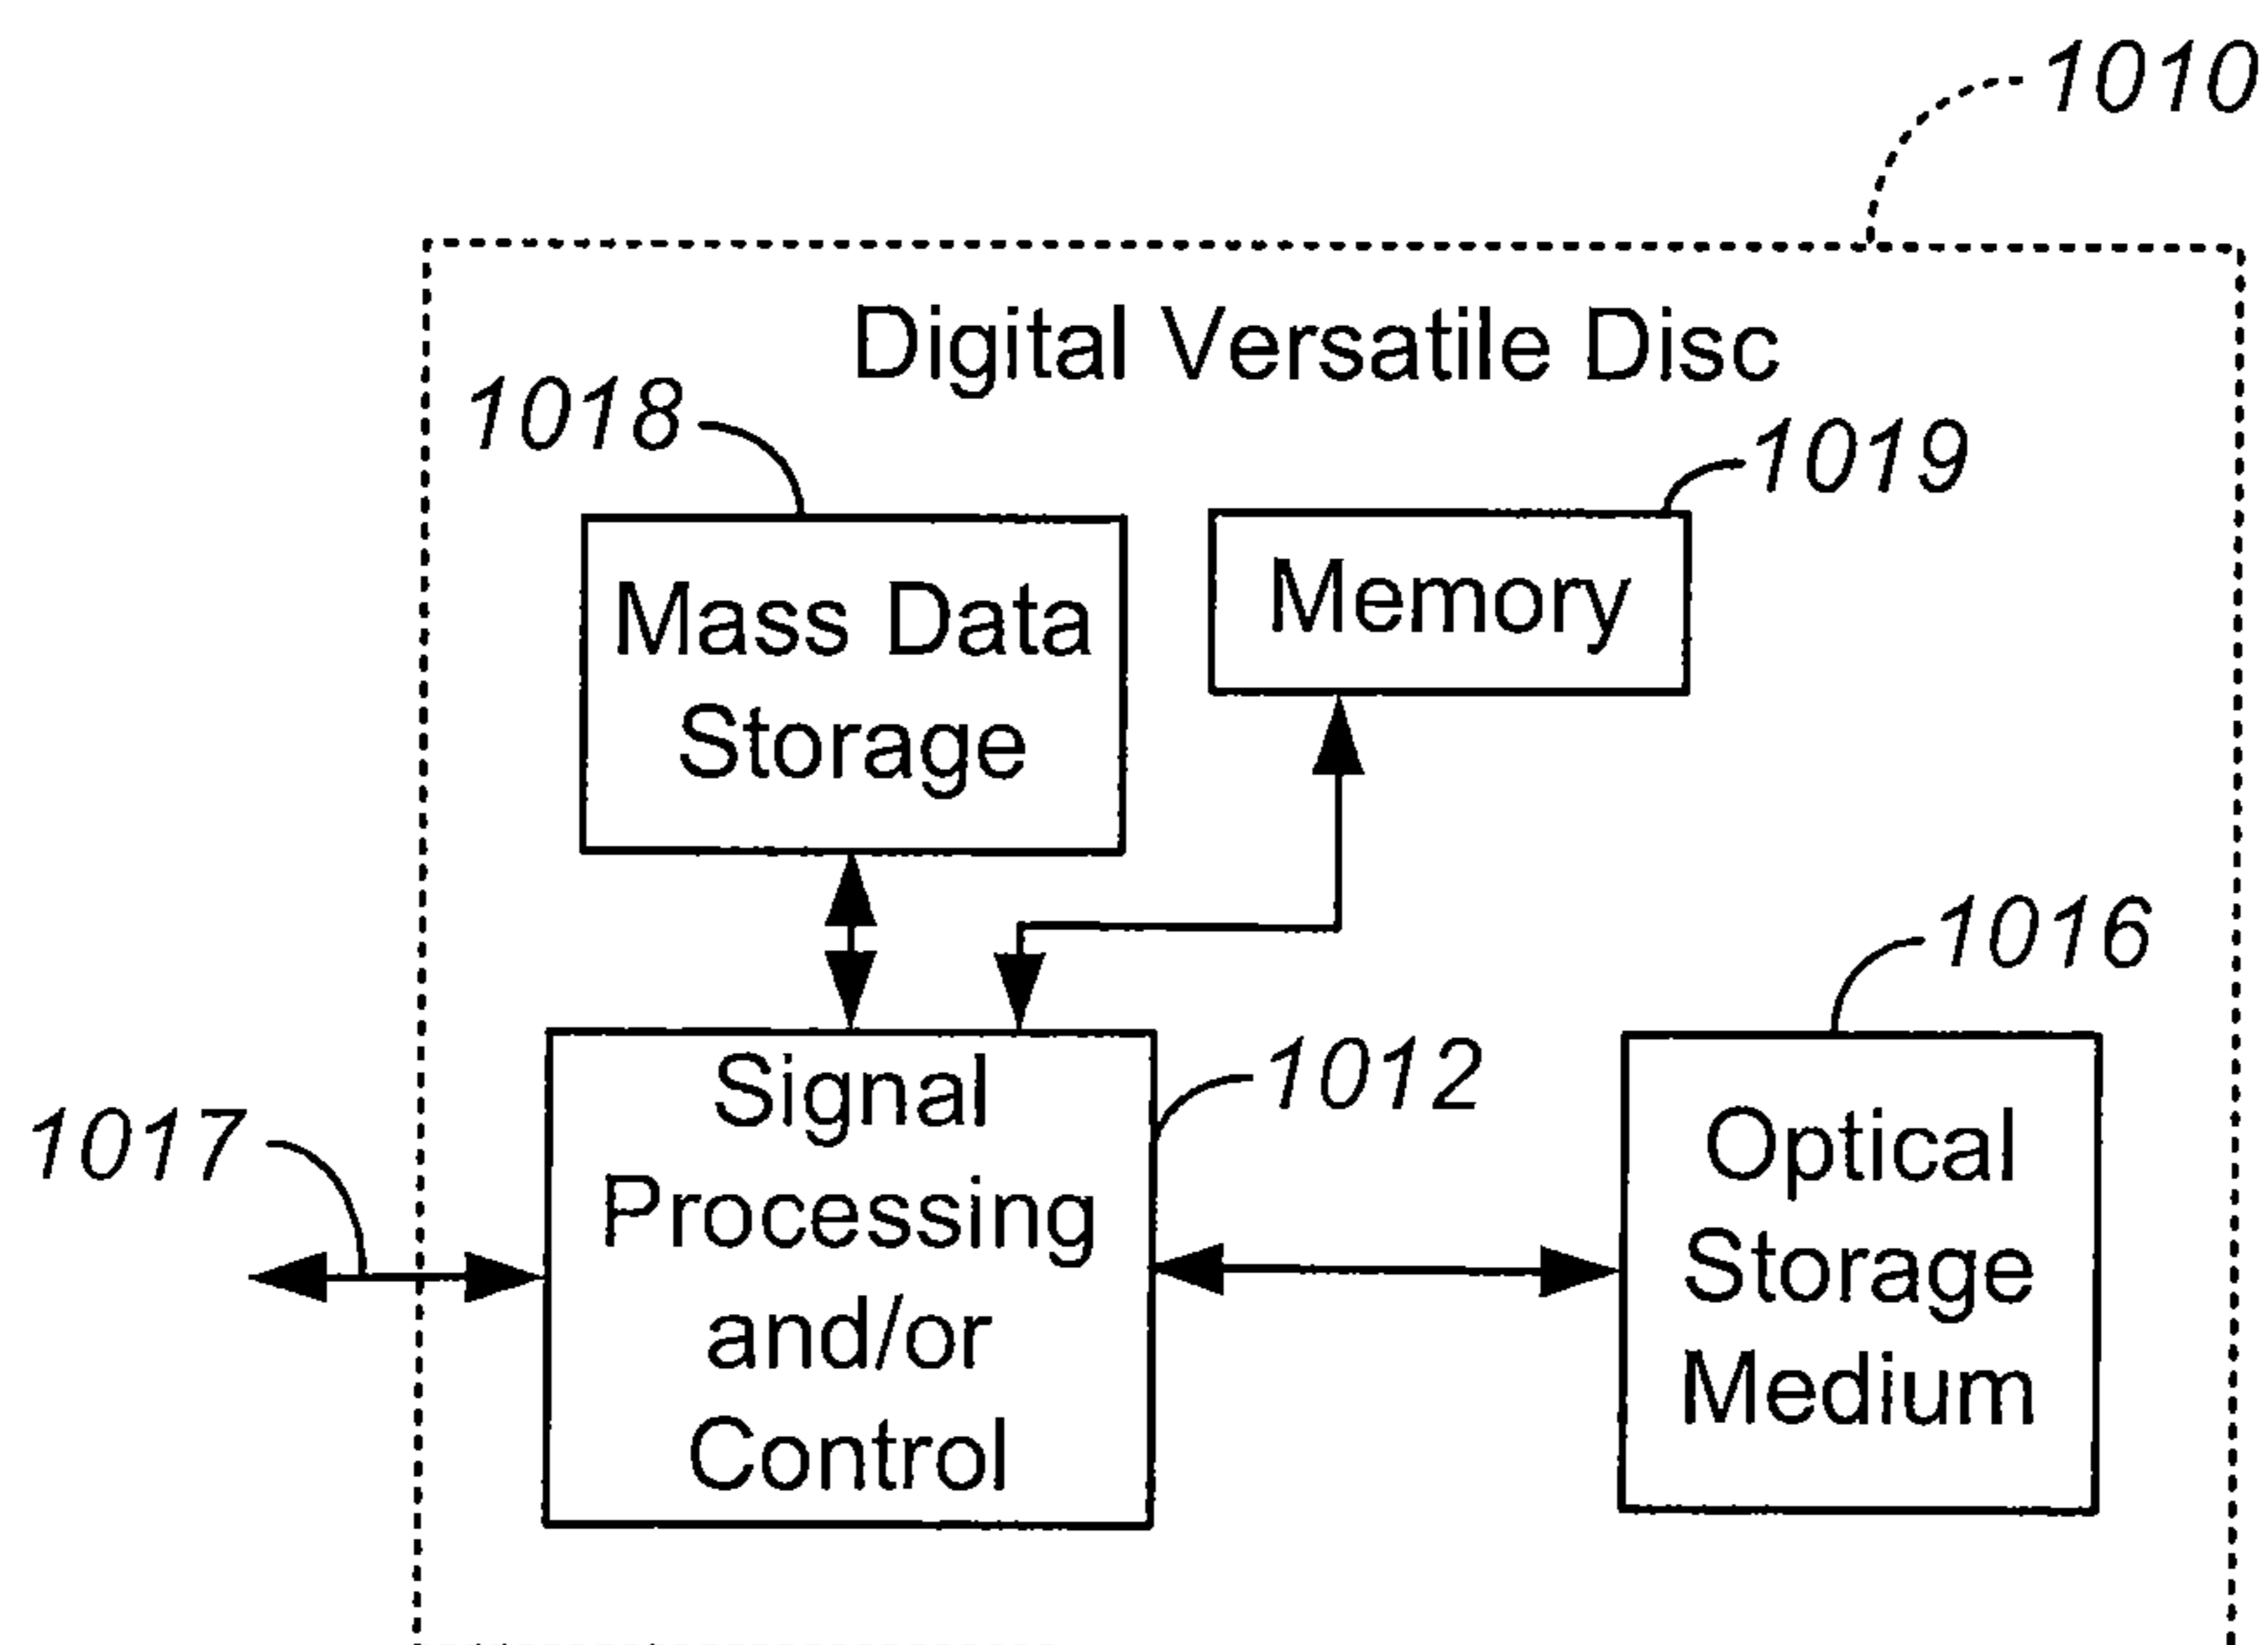 1010
Digital Versatile Disc
1018
1019
Mass Data
Storage
Memory
1016
1012
1017
Signal
Processing
and/or
Control
Optical
Storage
Medium